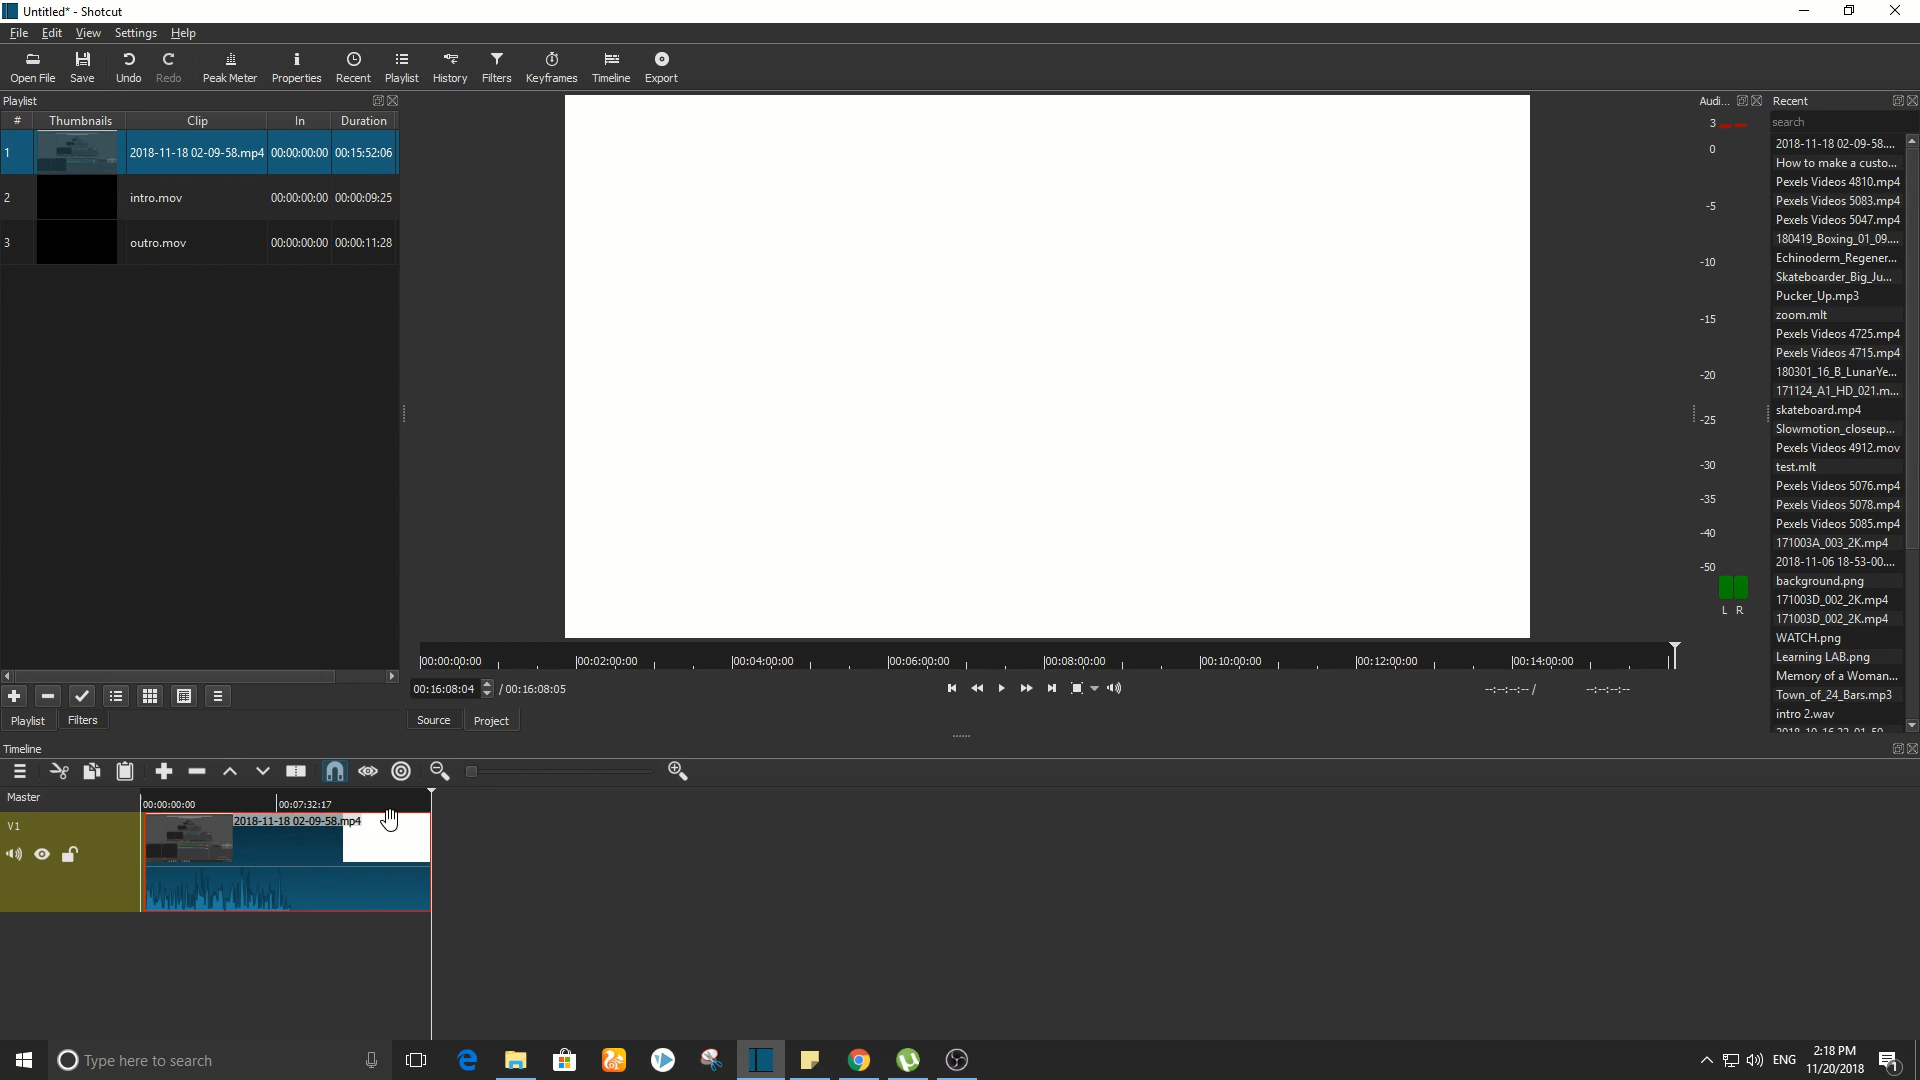 Untitled* - Shotcut
File Edit View Settings Help
Open File Save Undo Redo Peak Meter Properties Recent Playlist History Filters Keyframes Timeline Export
Playlist
# Thumbnails Clip In Duration
1 2018-11-18 02-09-58.mp4 00:00:00:00 00:15:52:06
2 intro.mov 00:00:00:00 00:00:09:25
3 outro.mov 00:00:00:00 00:00:11:28
Playlist Filters
00:00:00:00 00:02:00:00 00:04:00:00 00:06:00:00 00:08:00:00 00:10:00:00 00:12:00:00 00:14:00:00
00:16:08:04 / 00:16:08:05 --:--:--:-- / --:--:--:--
Source Project
Audi...
3
0
-5
-10
-15
-20
-25
-30
-35
-40
-50
L R
Recent
search
2018-11-18 02-09-58....
How to make a custo...
Pexels Videos 4810.mp4
Pexels Videos 5083.mp4
Pexels Videos 5047.mp4
180419_Boxing_01_09....
Echinoderm_Regener...
Skateboarder_Big_Ju...
Pucker_Up.mp3
zoom.mlt
Pexels Videos 4725.mp4
Pexels Videos 4715.mp4
180301_16_B_LunarYe...
171124_A1_HD_021.m...
skateboard.mp4
Slowmotion_closeup...
Pexels Videos 4912.mov
test.mlt
Pexels Videos 5076.mp4
Pexels Videos 5078.mp4
Pexels Videos 5085.mp4
171003A_003_2K.mp4
2018-11-06 18-53-00....
background.png
171003D_002_2K.mp4
171003D_002_2K.mp4
WATCH.png
Learning LAB.png
Memory of a Woman...
Town_of_24_Bars.mp3
intro 2.wav
Timeline
Master
00:00:00:00 00:07:32:17
V1
2018-11-18 02-09-58.mp4
Type here to search
ENG
2:18 PM
11/20/2018
1